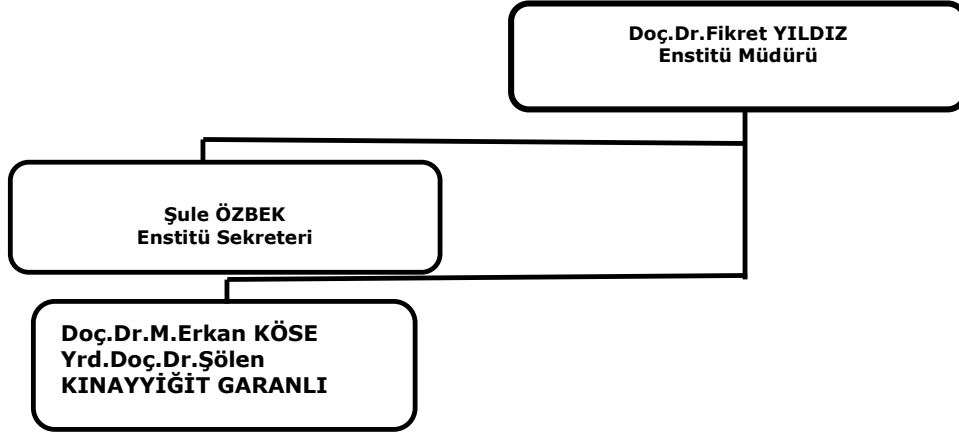 Doç.Dr.Fikret YILDIZ
Enstitü Müdürü
Şule ÖZBEK
Enstitü Sekreteri
Doç.Dr.M.Erkan KÖSE
Yrd.Doç.Dr.Şölen
KINAYYİĞİT GARANLI